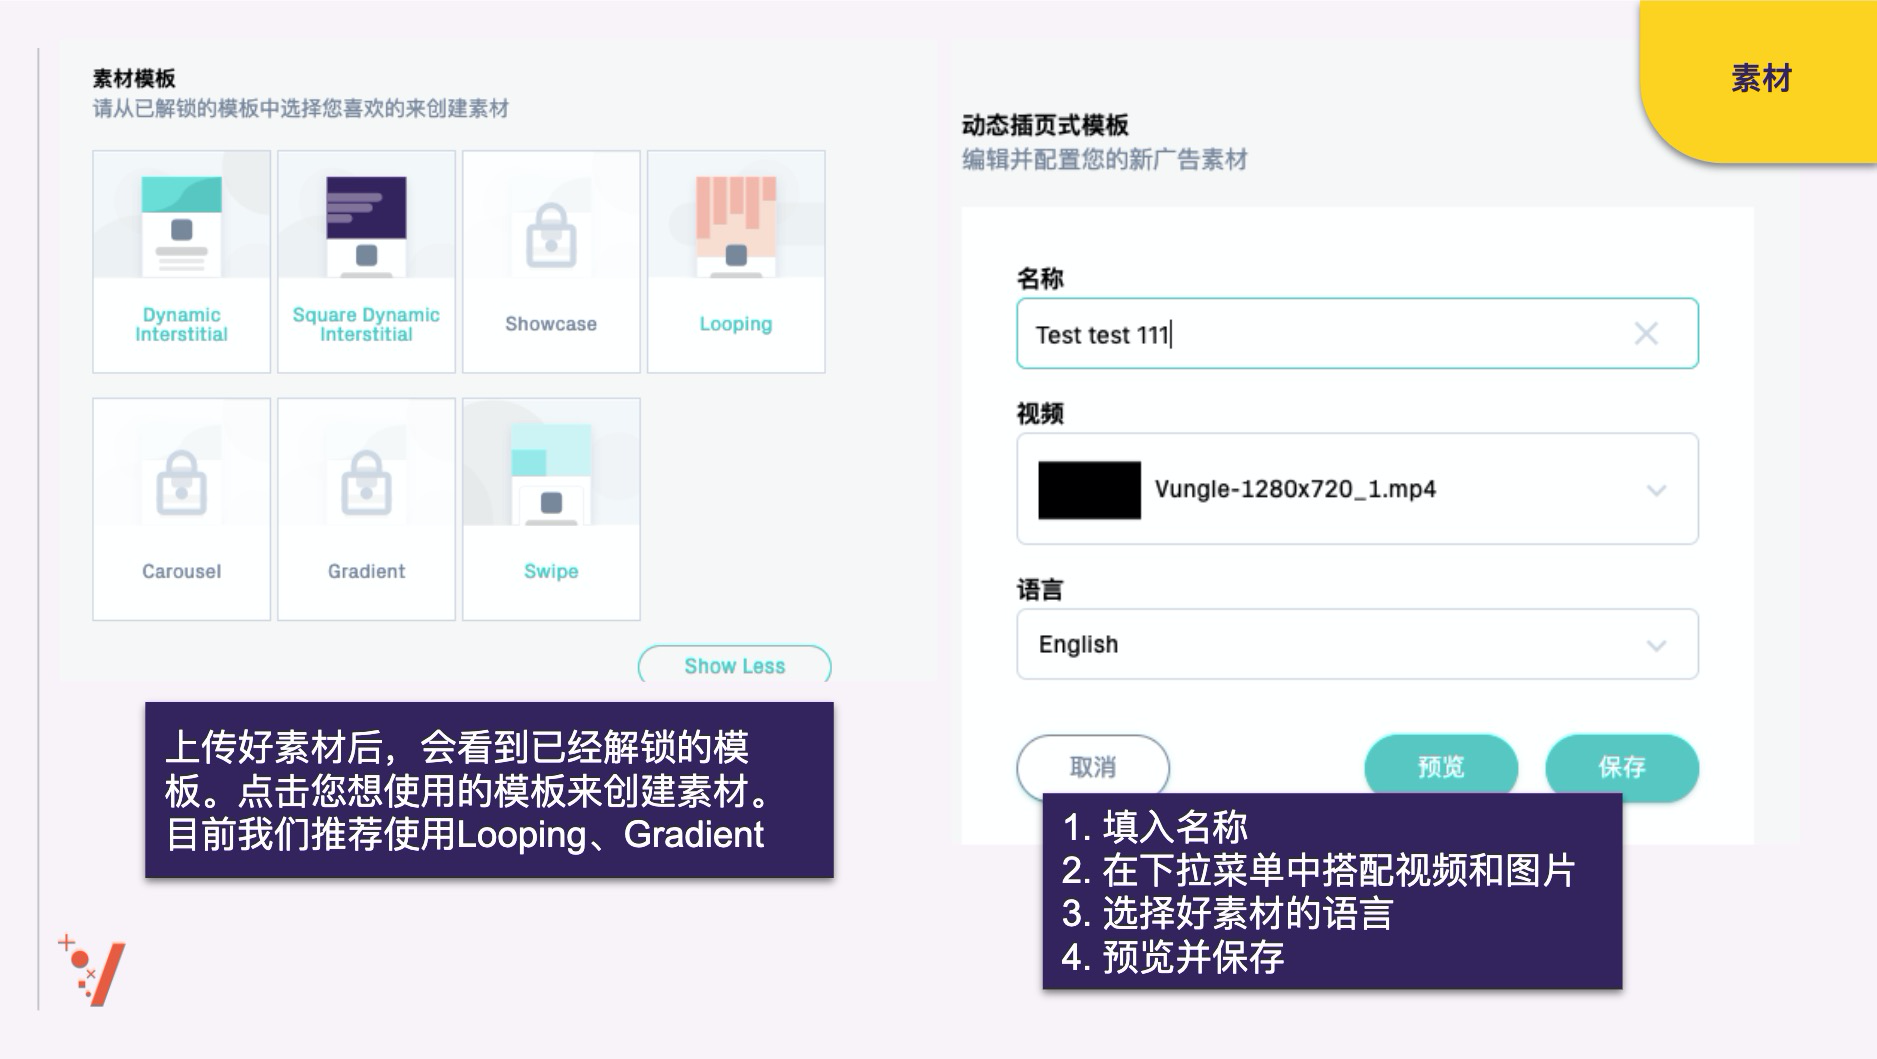 素材
素材模板
请从已解锁的模板中选择您喜欢的来创建素材
Dynamic
Interstitial
Square Dynamic
Interstitial
Showcase
Looping
Carousel
Gradient
Swipe
Show Less
上传好素材后，会看到已经解锁的模
板。点击您想使用的模板来创建素材。
目前我们推荐使用Looping、Gradient
动态插页式模板
编辑并配置您的新广告素材
名称
Test test 111
视频
Vungle-1280x720_1.mp4
语言
English
取消
预览
保存
1. 填入名称
2. 在下拉菜单中搭配视频和图片
3. 选择好素材的语言
4. 预览并保存